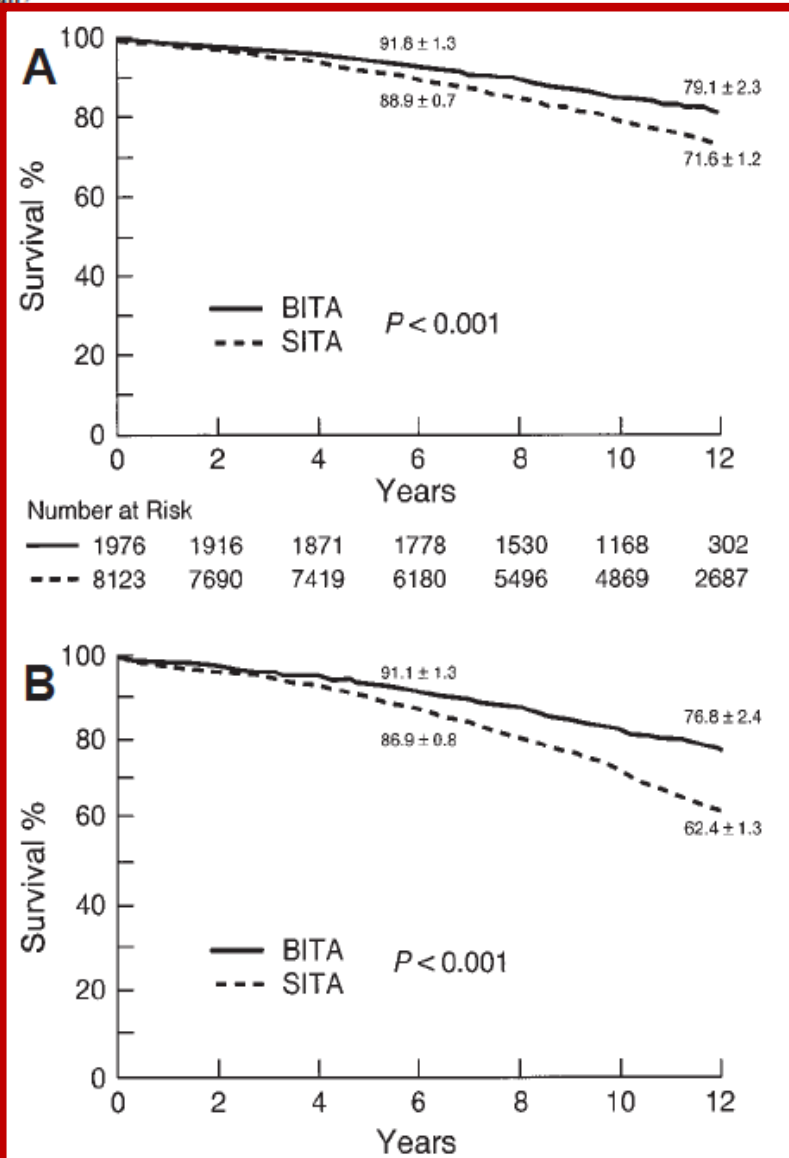 A
100
80
60
40
20
0
Survival %
91.8 ± 1.3
79.1 ± 2.3
88.9 ± 0.7
71.6 ± 1.2
BITA
SITA
P < 0.001
0 2 4 6 8 10 12
Years
Number at Risk
1976 1916 1871 1778 1530 1168 302
8123 7690 7419 6180 5496 4869 2687
B
100
80
60
40
20
0
Survival %
91.1 ± 1.3
76.8 ± 2.4
86.9 ± 0.8
62.4 ± 1.3
BITA
SITA
P < 0.001
0 2 4 6 8 10 12
Years